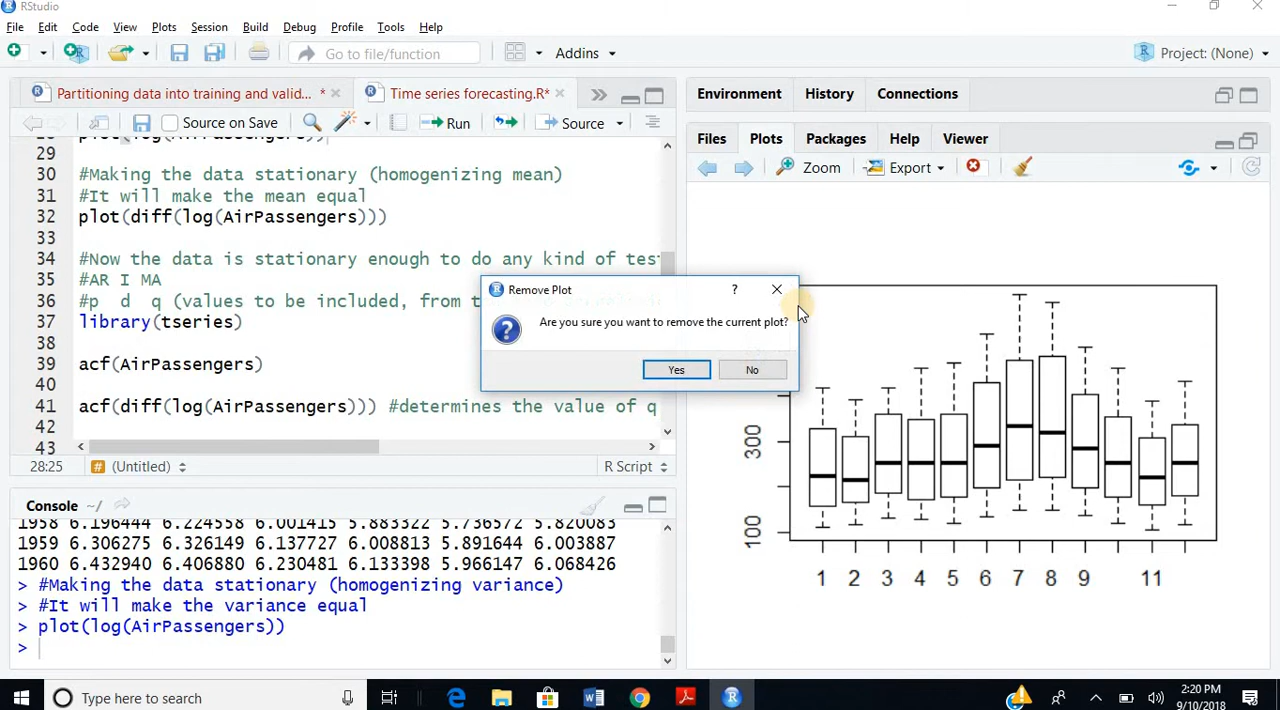 RStudio
File Edit Code View Plots Session Build Debug Profile Tools Help
Go to file/function Addins Project: (None)
Partitioning data into training and valid... * Time series forecasting.R*
Source on Save Run Source
29
30 #Making the data stationary (homogenizing mean)
31 #It will make the mean equal
32 plot(diff(log(AirPassengers)))
33
34 #Now the data is stationary enough to do any kind of tes
35 #AR I MA
36 #p d q (values to be included, from
37 library(tseries)
38
39 acf(AirPassengers)
40
41 acf(diff(log(AirPassengers))) #determines the value of q
42
43
28:25 # (Untitled) R Script
Console ~/
1958 6.196444 6.224558 6.001415 5.883322 5.736572 5.820083
1959 6.306275 6.326149 6.137727 6.008813 5.891644 6.003887
1960 6.432940 6.406880 6.230481 6.133398 5.966147 6.068426
> #Making the data stationary (homogenizing variance)
> #It will make the variance equal
> plot(log(AirPassengers))
>
Environment History Connections
Files Plots Packages Help Viewer
Zoom Export
Remove Plot ?
Are you sure you want to remove the current plot?
Yes No
300
100
1 2 3 4 5 6 7 8 9 11
Type here to search
2:20 PM
9/10/2018